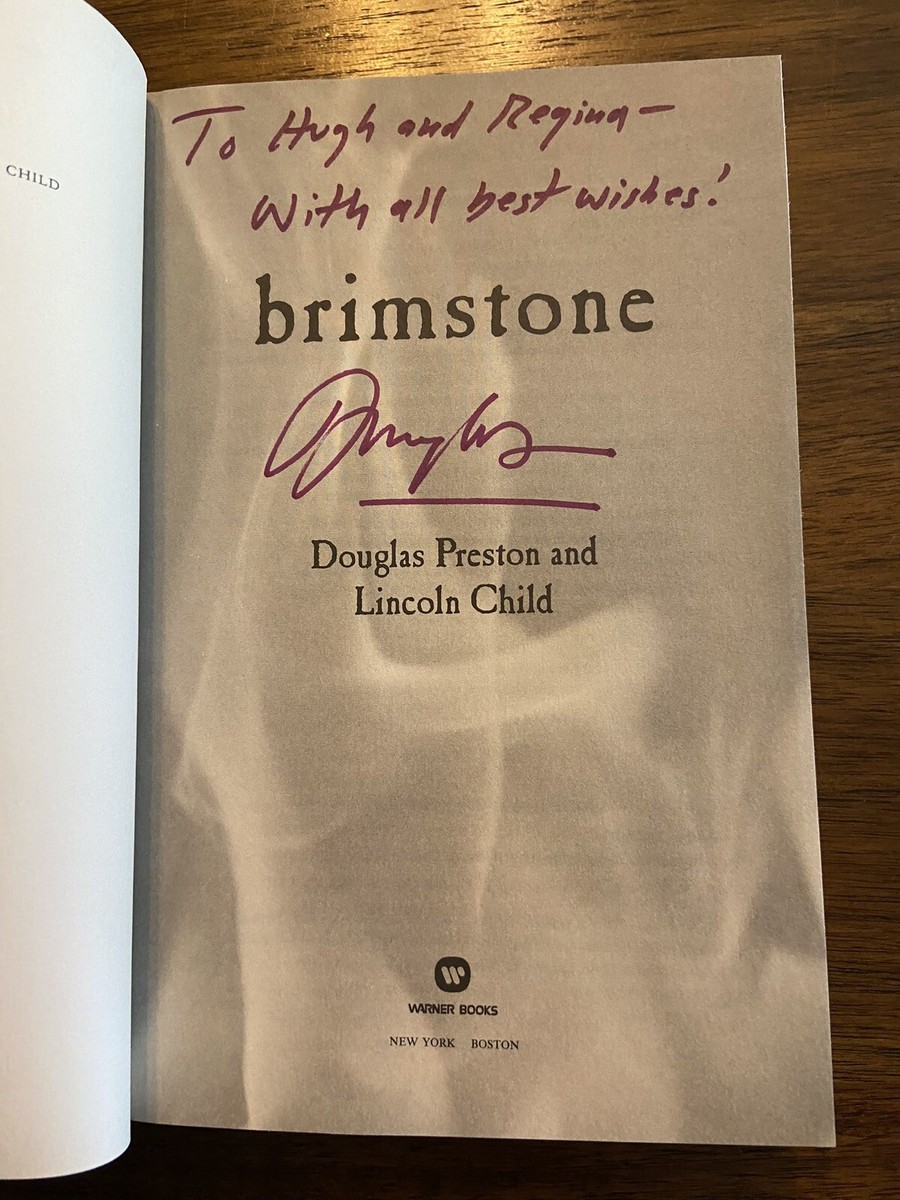 CHILD
To Hugh and Regina—
With all best wishes!
brimstone
Douglas
Douglas Preston and
Lincoln Child
WARNER BOOKS
NEW YORK BOSTON